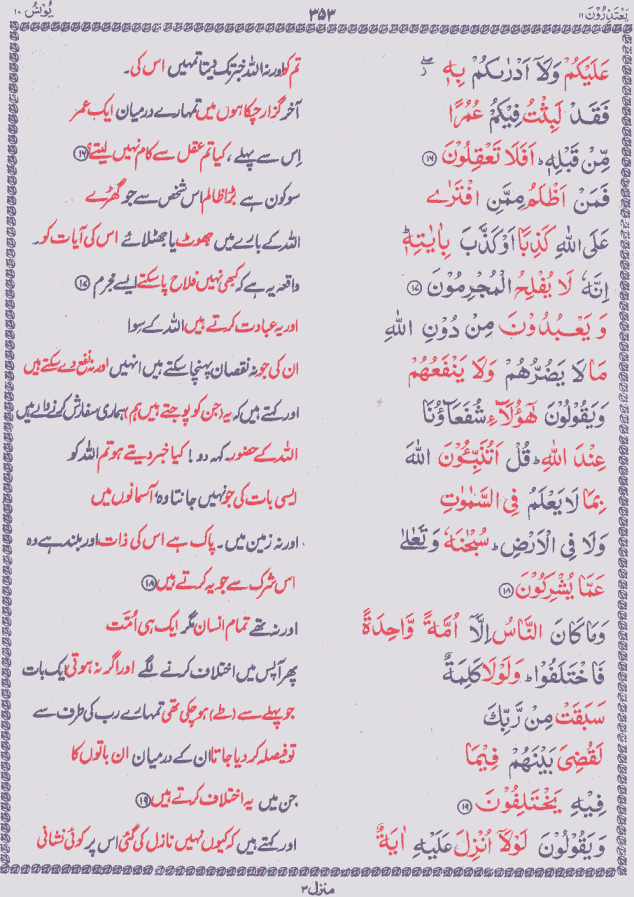 يَعْتَذِرُوْنَ ١١
٣٥٣
يُوْنُسُ ١٠
عَلَيْكُمْ وَلَآ اَدْرٰىكُمْ بِهٖ ۖ ز
تم کو اور نہ اللہ خبر تک دیتا تمہیں اس کی۔
فَقَدْ لَبِثْتُ فِيْكُمْ عُمُرًا
آخر گزار چکا ہوں میں تمہارے درمیان ایک عمر
مِّنْ قَبْلِهٖ ؕ اَفَلَا تَعْقِلُوْنَ ﴿١٦﴾
اِس سے پہلے، کیا تم عقل سے کام نہیں لیتے؟ ﴿١٦﴾
فَمَنْ اَظْلَمُ مِمَّنِ افْتَرٰى
سو کون ہے بڑا ظالم اس شخص سے جو گھڑے
عَلَى اللّٰهِ كَذِبًا اَوْ كَذَّبَ بِاٰيٰتِهٖ ؕ
اللہ کے بارے میں جھوٹ یا جھٹلائے اس کی آیات کو۔
اِنَّهٗ لَا يُفْلِحُ الْمُجْرِمُوْنَ ﴿١٧﴾
واقعہ یہ ہے کہ کبھی نہیں فلاح پا سکتے ایسے مجرم ﴿١٧﴾
وَيَعْبُدُوْنَ مِنْ دُوْنِ اللّٰهِ
اور یہ عبادت کرتے ہیں اللہ کے سوا
مَا لَا يَضُرُّهُمْ وَلَا يَنْفَعُهُمْ
ان کی جو نہ نقصان پہنچا سکتے ہیں انہیں اور نہ نفع دے سکتے ہیں
وَيَقُوْلُوْنَ هٰٓؤُلَآءِ شُفَعَآؤُنَا
اور کہتے ہیں کہ یہ (جن کو پوجتے ہیں ہم) ہماری سفارش کرنے والے ہیں
عِنْدَ اللّٰهِ ؕ قُلْ اَتُنَبِّـُٔوْنَ اللّٰهَ
اللہ کے حضور۔ کہہ دو! کیا خبر دیتے ہو تم اللہ کو
بِمَا لَا يَعْلَمُ فِى السَّمٰوٰتِ
ایسی بات کی جو نہیں جانتا وہ، آسمانوں میں
وَلَا فِى الْاَرْضِ ؕ سُبْحٰنَهٗ وَتَعٰلٰى
اور نہ زمین میں۔ پاک ہے اس کی ذات اور بلند ہے وہ
عَمَّا يُشْرِكُوْنَ ﴿١٨﴾
اس شرک سے جو یہ کرتے ہیں ﴿١٨﴾
وَمَا كَانَ النَّاسُ اِلَّآ اُمَّةً وَّاحِدَةً
اور نہ تھے تمام انسان مگر ایک ہی اُمّت
فَاخْتَلَفُوْا ؕ وَلَوْلَا كَلِمَةٌ
پھر آپس میں اختلاف کرنے لگے اور اگر نہ ہوتی ایک بات
سَبَقَتْ مِنْ رَّبِّكَ
جو پہلے سے (طے) ہو چکی تھی تمہارے رب کی طرف سے
لَقُضِىَ بَيْنَهُمْ فِيْمَا
تو فیصلہ کر دیا جاتا ان کے درمیان ان باتوں کا
فِيْهِ يَخْتَلِفُوْنَ ﴿١٩﴾
جن میں یہ اختلاف کرتے ہیں ﴿١٩﴾
وَيَقُوْلُوْنَ لَوْلَآ اُنْزِلَ عَلَيْهِ اٰيَةٌ
اور کہتے ہیں کہ کیوں نہیں نازل کی گئی اس پر کوئی نشانی
منزل ٣